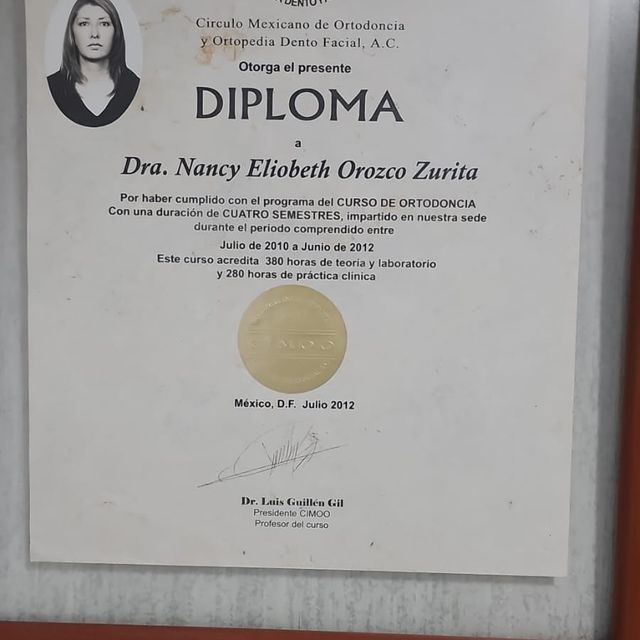 DENTO
Circulo Mexicano de Ortodoncia
y Ortopedia Dento Facial, A.C.
Otorga el presente
DIPLOMA
a
Dra. Nancy Eliobeth Orozco Zurita
Por haber cumplido con el programa del CURSO DE ORTODONCIA
Con una duración de CUATRO SEMESTRES, impartido en nuestra sede
durante el periodo comprendido entre
Julio de 2010 a Junio de 2012
Este curso acredita 380 horas de teoria y laboratorio
y 280 horas de práctica clínica
CIMOO
México, D.F. Julio 2012
Dr. Luis Guillén Gil
Presidente CIMOO
Profesor del curso